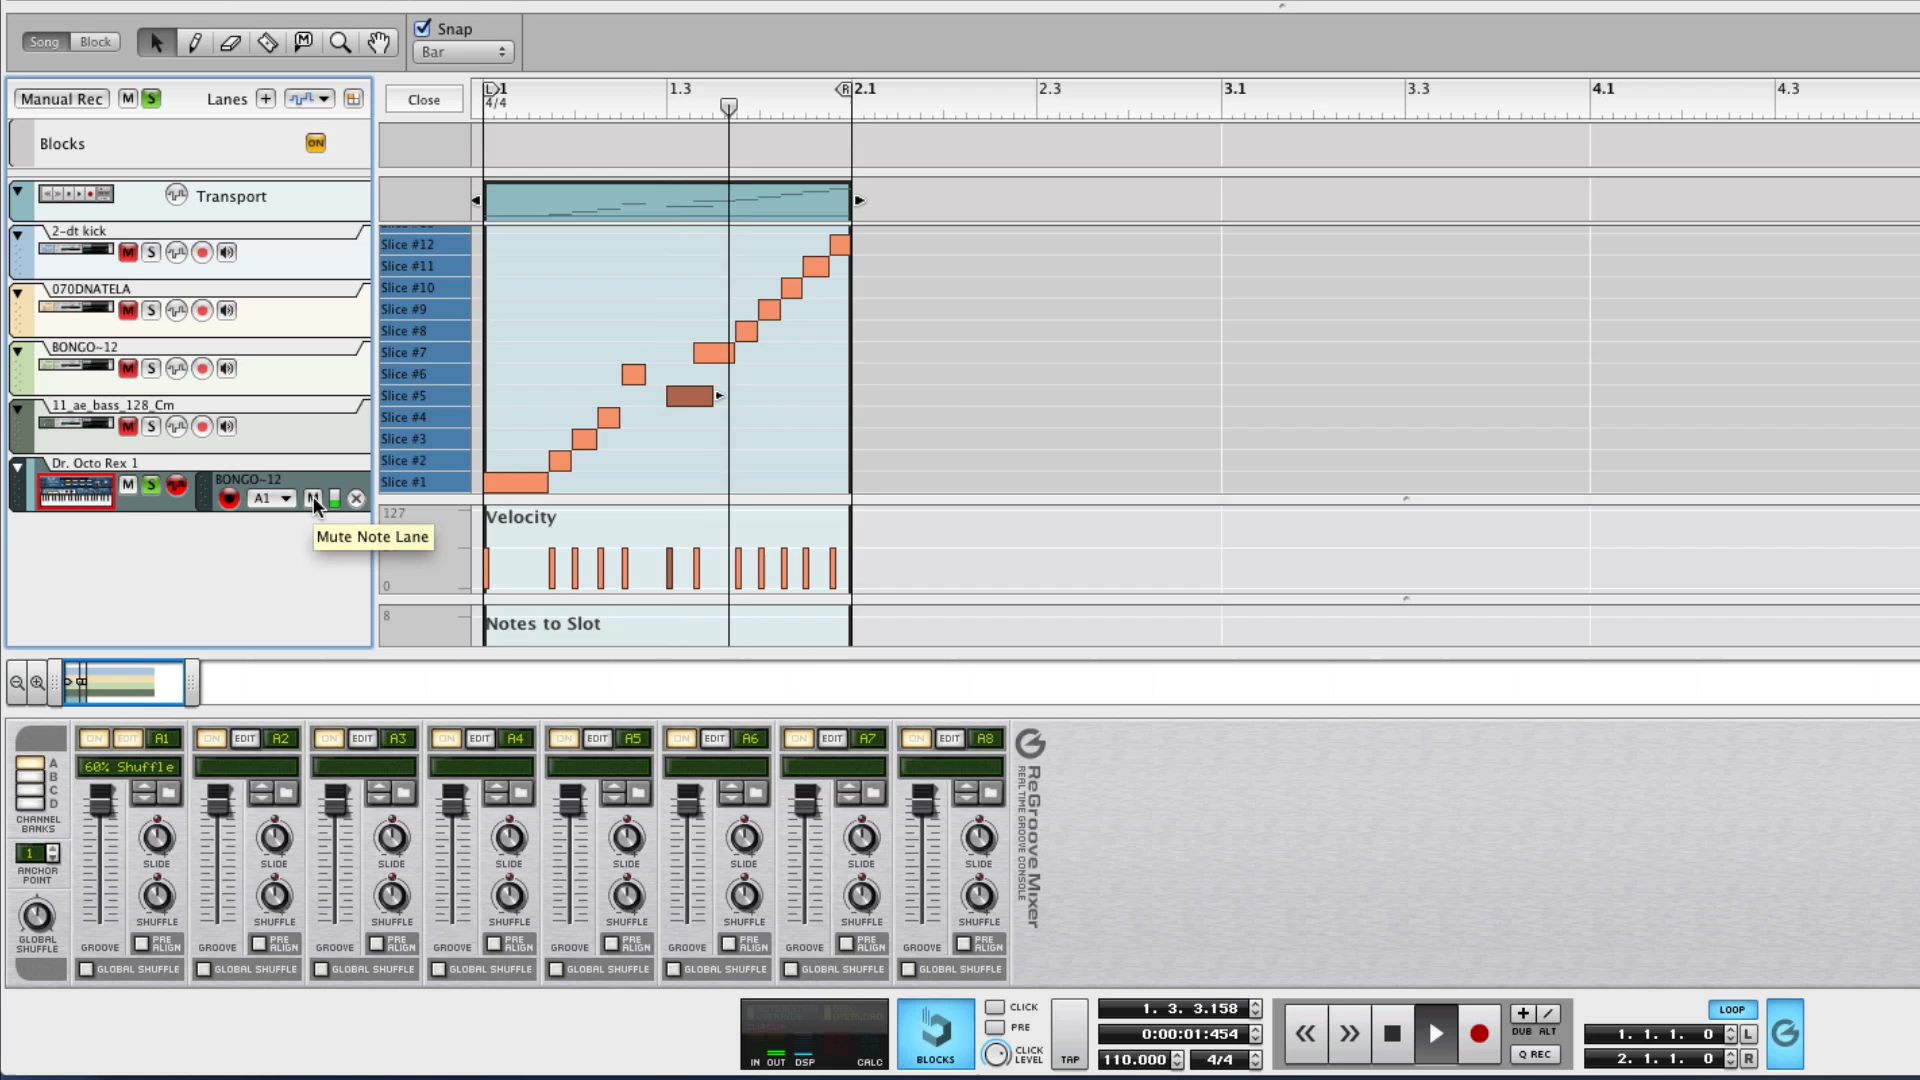 Song Block
Snap
Bar
Manual Rec M S Lanes +
Close
L 1 1.3 R 2.1 2.3 3.1 3.3 4.1 4.3
4/4
Blocks ON
Transport
2-dt kick
M S
070DNATELA
M S
BONGO~12
M S
11_ae_bass_128_Cm
M S
Dr. Octo Rex 1
M S
BONGO~12
A1 M
Mute Note Lane
Slice #12
Slice #11
Slice #10
Slice #9
Slice #8
Slice #7
Slice #6
Slice #5
Slice #4
Slice #3
Slice #2
Slice #1
127 Velocity
0
8 Notes to Slot
ON EDIT A1 ON EDIT A2 ON EDIT A3 ON EDIT A4 ON EDIT A5 ON EDIT A6 ON EDIT A7 ON EDIT A8
60% Shuffle
A
B
C
D
CHANNEL
BANKS
1
ANCHOR
POINT
GLOBAL
SHUFFLE
SLIDE SLIDE SLIDE SLIDE SLIDE SLIDE SLIDE SLIDE
SHUFFLE SHUFFLE SHUFFLE SHUFFLE SHUFFLE SHUFFLE SHUFFLE SHUFFLE
GROOVE PRE ALIGN GROOVE PRE ALIGN GROOVE PRE ALIGN GROOVE PRE ALIGN GROOVE PRE ALIGN GROOVE PRE ALIGN GROOVE PRE ALIGN GROOVE PRE ALIGN
GLOBAL SHUFFLE GLOBAL SHUFFLE GLOBAL SHUFFLE GLOBAL SHUFFLE GLOBAL SHUFFLE GLOBAL SHUFFLE GLOBAL SHUFFLE GLOBAL SHUFFLE
ReGroove Mixer
REAL TIME GROOVE CONSOLE
IN OUT DSP CALC
BLOCKS
CLICK
PRE
CLICK
LEVEL
TAP
1. 3. 3.158
0:00:01:454
110.000 4/4
DUB ALT
Q REC
LOOP
1. 1. 1. 0 L
2. 1. 1. 0 R